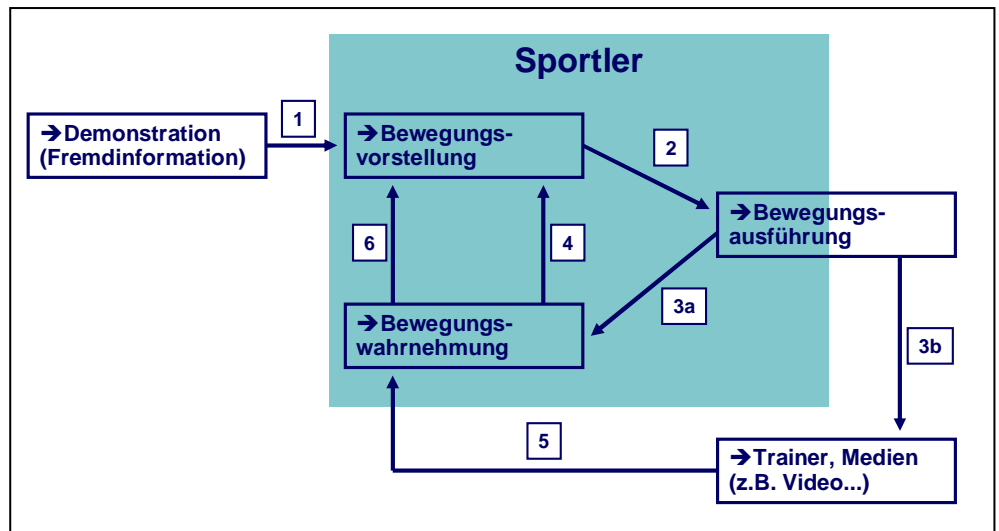 Sportler
1
➔Demonstration
(Fremdinformation)
➔Bewegungs-
vorstellung
2
➔Bewegungs-
ausführung
6
4
3a
➔Bewegungs-
wahrnehmung
3b
5
➔Trainer, Medien
(z.B. Video...)